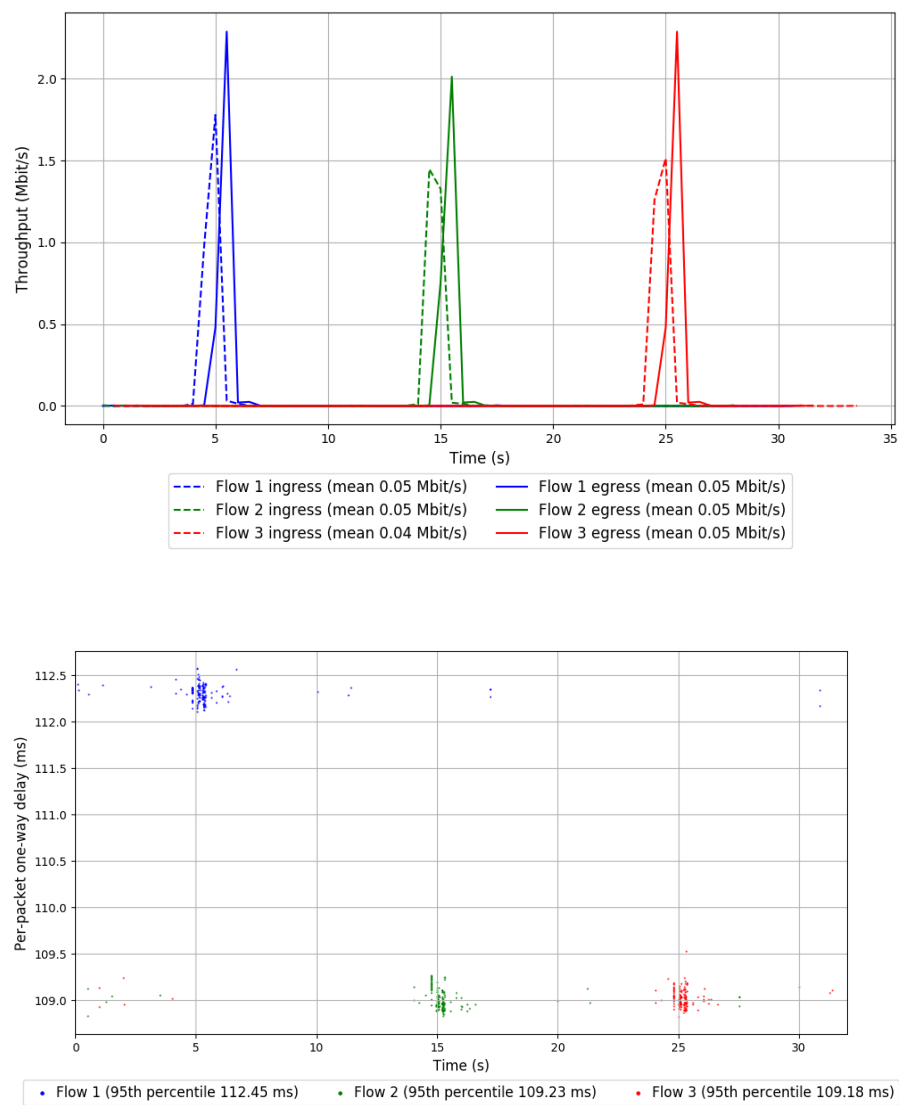 2.0
1.5
1.0
0.5
0.0
Throughput (Mbit/s)
0 5 10 15 20 25 30 35
Time (s)
Flow 1 ingress (mean 0.05 Mbit/s) Flow 1 egress (mean 0.05 Mbit/s)
Flow 2 ingress (mean 0.05 Mbit/s) Flow 2 egress (mean 0.05 Mbit/s)
Flow 3 ingress (mean 0.04 Mbit/s) Flow 3 egress (mean 0.05 Mbit/s)
112.5
112.0
111.5
111.0
110.5
110.0
109.5
109.0
Per-packet one-way delay (ms)
0 5 10 15 20 25 30
Time (s)
Flow 1 (95th percentile 112.45 ms) Flow 2 (95th percentile 109.23 ms) Flow 3 (95th percentile 109.18 ms)